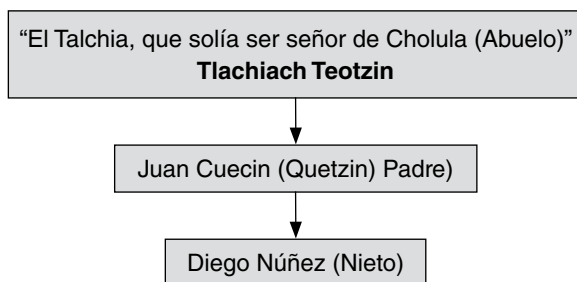 “El Talchia, que solía ser señor de Cholula (Abuelo)”
Tlachiach Teotzin
Juan Cuecin (Quetzin) Padre)
Diego Núñez (Nieto)